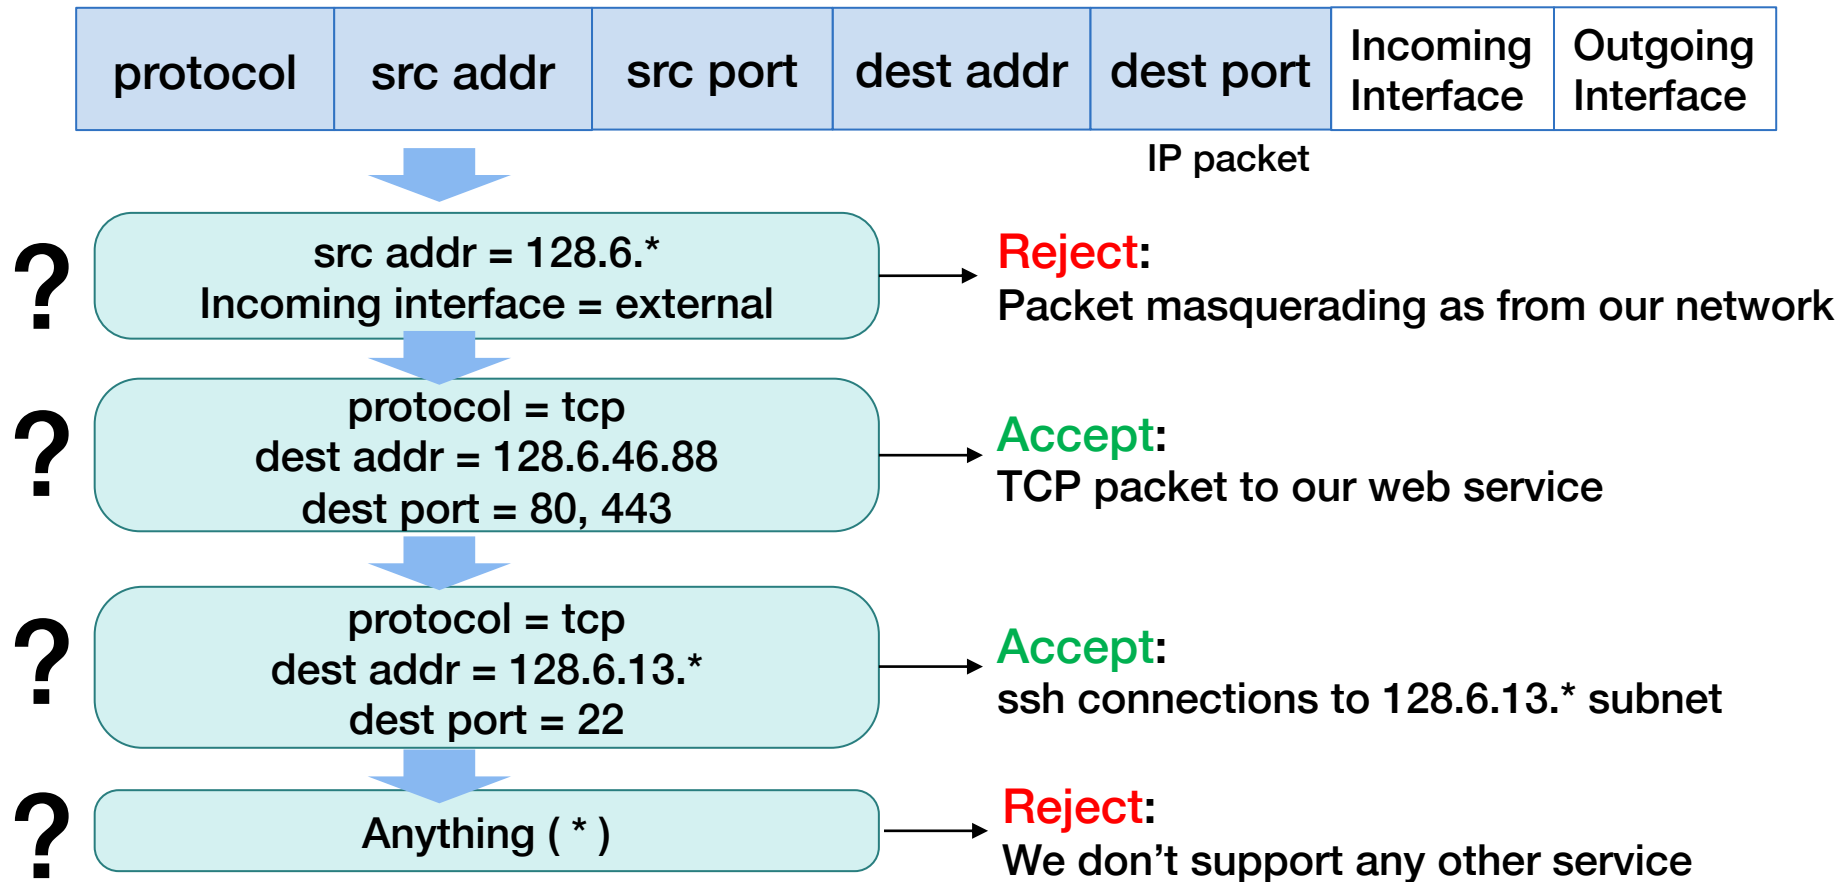 protocol
src addr
src port
dest addr
dest port
Incoming
Interface
Outgoing
Interface
IP packet
?
src addr = 128.6.*
Incoming interface = external
Reject:
Packet masquerading as from our network
?
protocol = tcp
dest addr = 128.6.46.88
dest port = 80, 443
Accept:
TCP packet to our web service
?
protocol = tcp
dest addr = 128.6.13.*
dest port = 22
Accept:
ssh connections to 128.6.13.* subnet
?
Anything ( * )
Reject:
We don’t support any other service